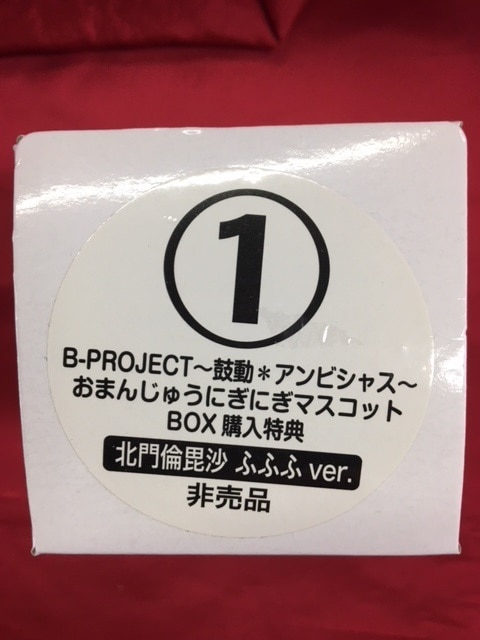 1
B-PROJECT～鼓動＊アンビシャス～
おまんじゅうにぎにぎマスコット
BOX購入特典
北門倫毘沙 ふふふ ver.
非売品